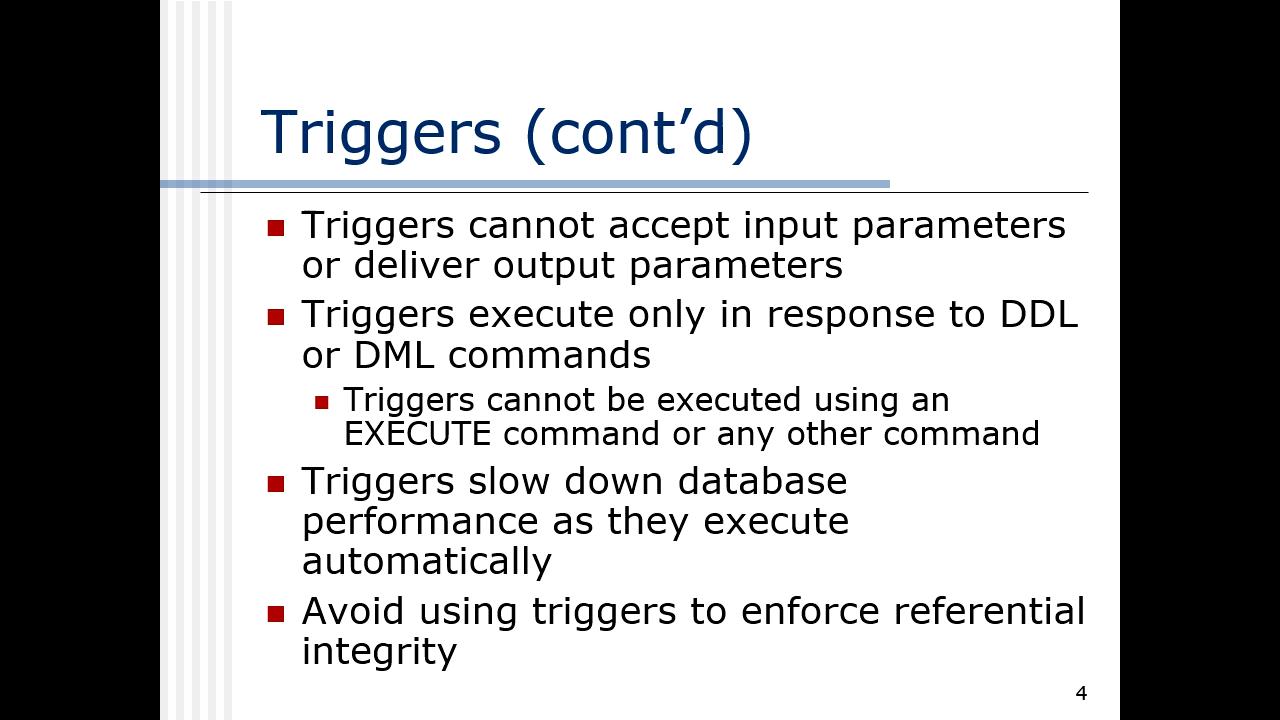 Triggers (cont’d)
Triggers cannot accept input parameters
or deliver output parameters
Triggers execute only in response to DDL
or DML commands
Triggers cannot be executed using an
EXECUTE command or any other command
Triggers slow down database
performance as they execute
automatically
Avoid using triggers to enforce referential
integrity
4